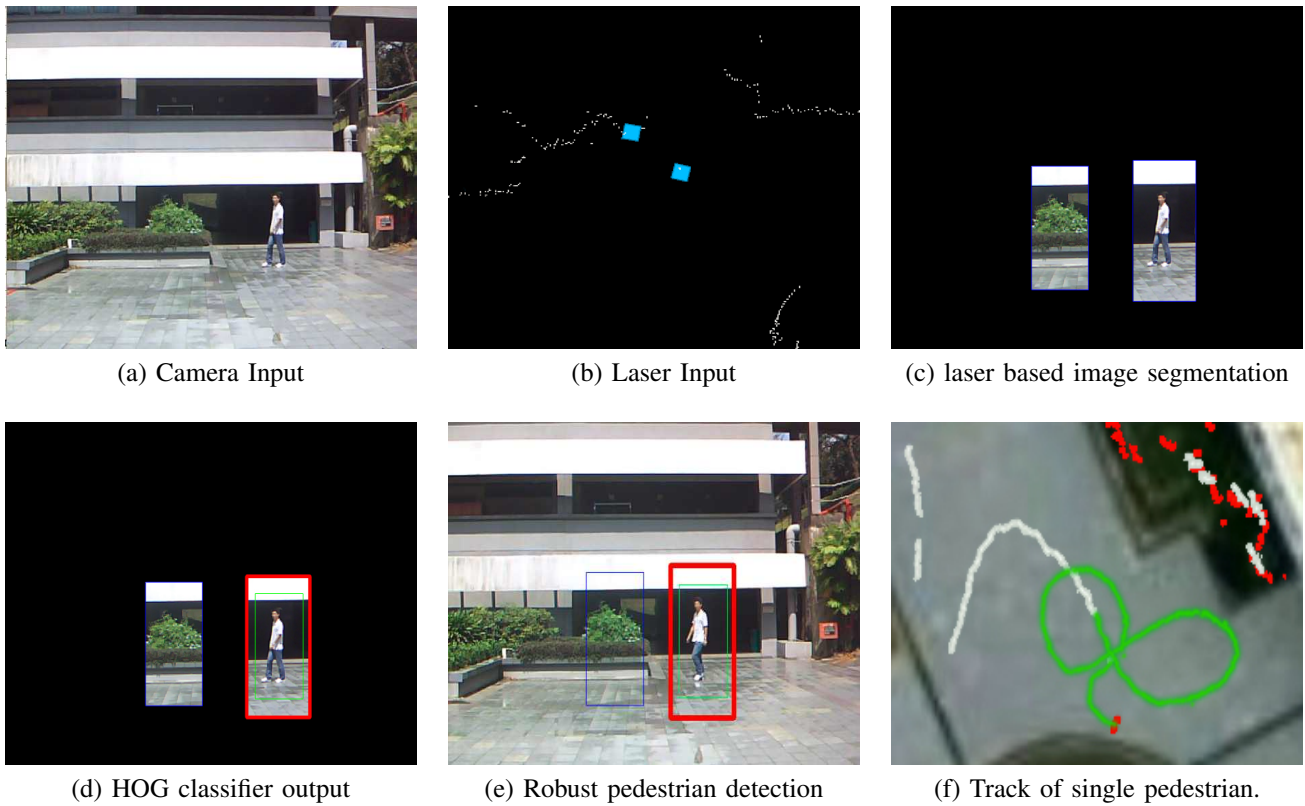 (a) Camera Input
(b) Laser Input
(c) laser based image segmentation
(d) HOG classifier output
(e) Robust pedestrian detection
(f) Track of single pedestrian.